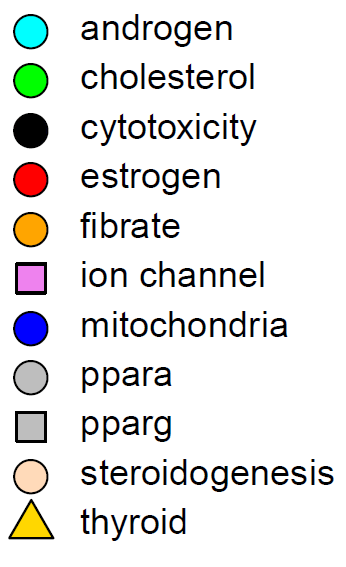 androgen
cholesterol
cytotoxicity
estrogen
fibrate
ion channel
mitochondria
ppara
pparg
steroidogenesis
thyroid